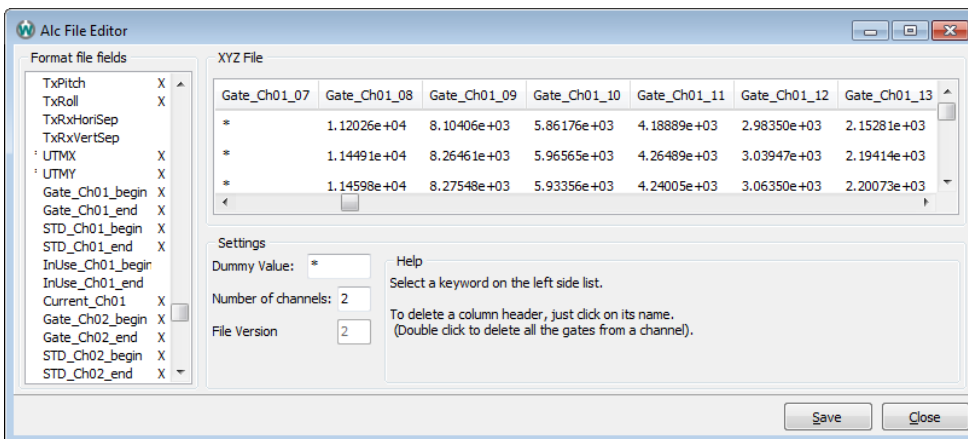 Alc File Editor
Format file fields
TxPitch X
TxRoll X
TxRxHoriSep
TxRxVertSep
UTMX X
UTMY X
Gate_Ch01_begin X
Gate_Ch01_end X
STD_Ch01_begin X
STD_Ch01_end X
InUse_Ch01_begin
InUse_Ch01_end
Current_Ch01 X
Gate_Ch02_begin X
Gate_Ch02_end X
STD_Ch02_begin X
STD_Ch02_end X
XYZ File
Gate_Ch01_07 Gate_Ch01_08 Gate_Ch01_09 Gate_Ch01_10 Gate_Ch01_11 Gate_Ch01_12 Gate_Ch01_13
* 1.12026e+04 8.10406e+03 5.86176e+03 4.18889e+03 2.98350e+03 2.15281e+03
* 1.14491e+04 8.26461e+03 5.96565e+03 4.26489e+03 3.03947e+03 2.19414e+03
* 1.14598e+04 8.27548e+03 5.93356e+03 4.24005e+03 3.06350e+03 2.20073e+03
Settings
Dummy Value: *
Number of channels: 2
File Version 2
Help
Select a keyword on the left side list.
To delete a column header, just click on its name.
(Double click to delete all the gates from a channel).
Save Close